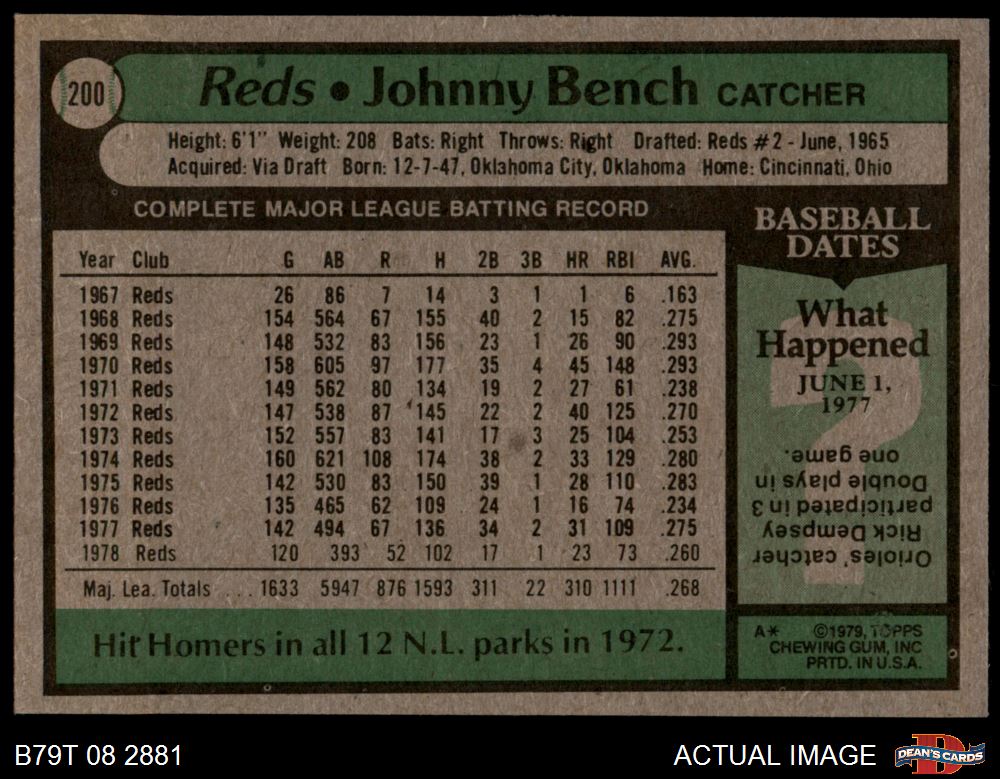 200
Reds • Johnny Bench CATCHER
Height: 6'1" Weight: 208 Bats: Right Throws: Right Drafted: Reds #2 - June, 1965
Acquired: Via Draft Born: 12-7-47, Oklahoma City, Oklahoma Home: Cincinnati, Ohio
COMPLETE MAJOR LEAGUE BATTING RECORD
Year Club G AB R H 2B 3B HR RBI AVG.
1967 Reds 26 86 7 14 3 1 1 6 .163
1968 Reds 154 564 67 155 40 2 15 82 .275
1969 Reds 148 532 83 156 23 1 26 90 .293
1970 Reds 158 605 97 177 35 4 45 148 .293
1971 Reds 149 562 80 134 19 2 27 61 .238
1972 Reds 147 538 87 145 22 2 40 125 .270
1973 Reds 152 557 83 141 17 3 25 104 .253
1974 Reds 160 621 108 174 38 2 33 129 .280
1975 Reds 142 530 83 150 39 1 28 110 .283
1976 Reds 135 465 62 109 24 1 16 74 .234
1977 Reds 142 494 67 136 34 2 31 109 .275
1978 Reds 120 393 52 102 17 1 23 73 .260
Maj. Lea. Totals . . . 1633 5947 876 1593 311 22 310 1111 .268
Hit Homers in all 12 N.L. parks in 1972.
BASEBALL
DATES
What
Happened
JUNE 1,
1977
Orioles' catcher
Rick Dempsey
participated in 3
Double plays in
one game.
A* ©1979, TOPPS
CHEWING GUM, INC
PRTD. IN U.S.A.
B79T 08 2881
ACTUAL IMAGE
D
DEAN'S CARDS